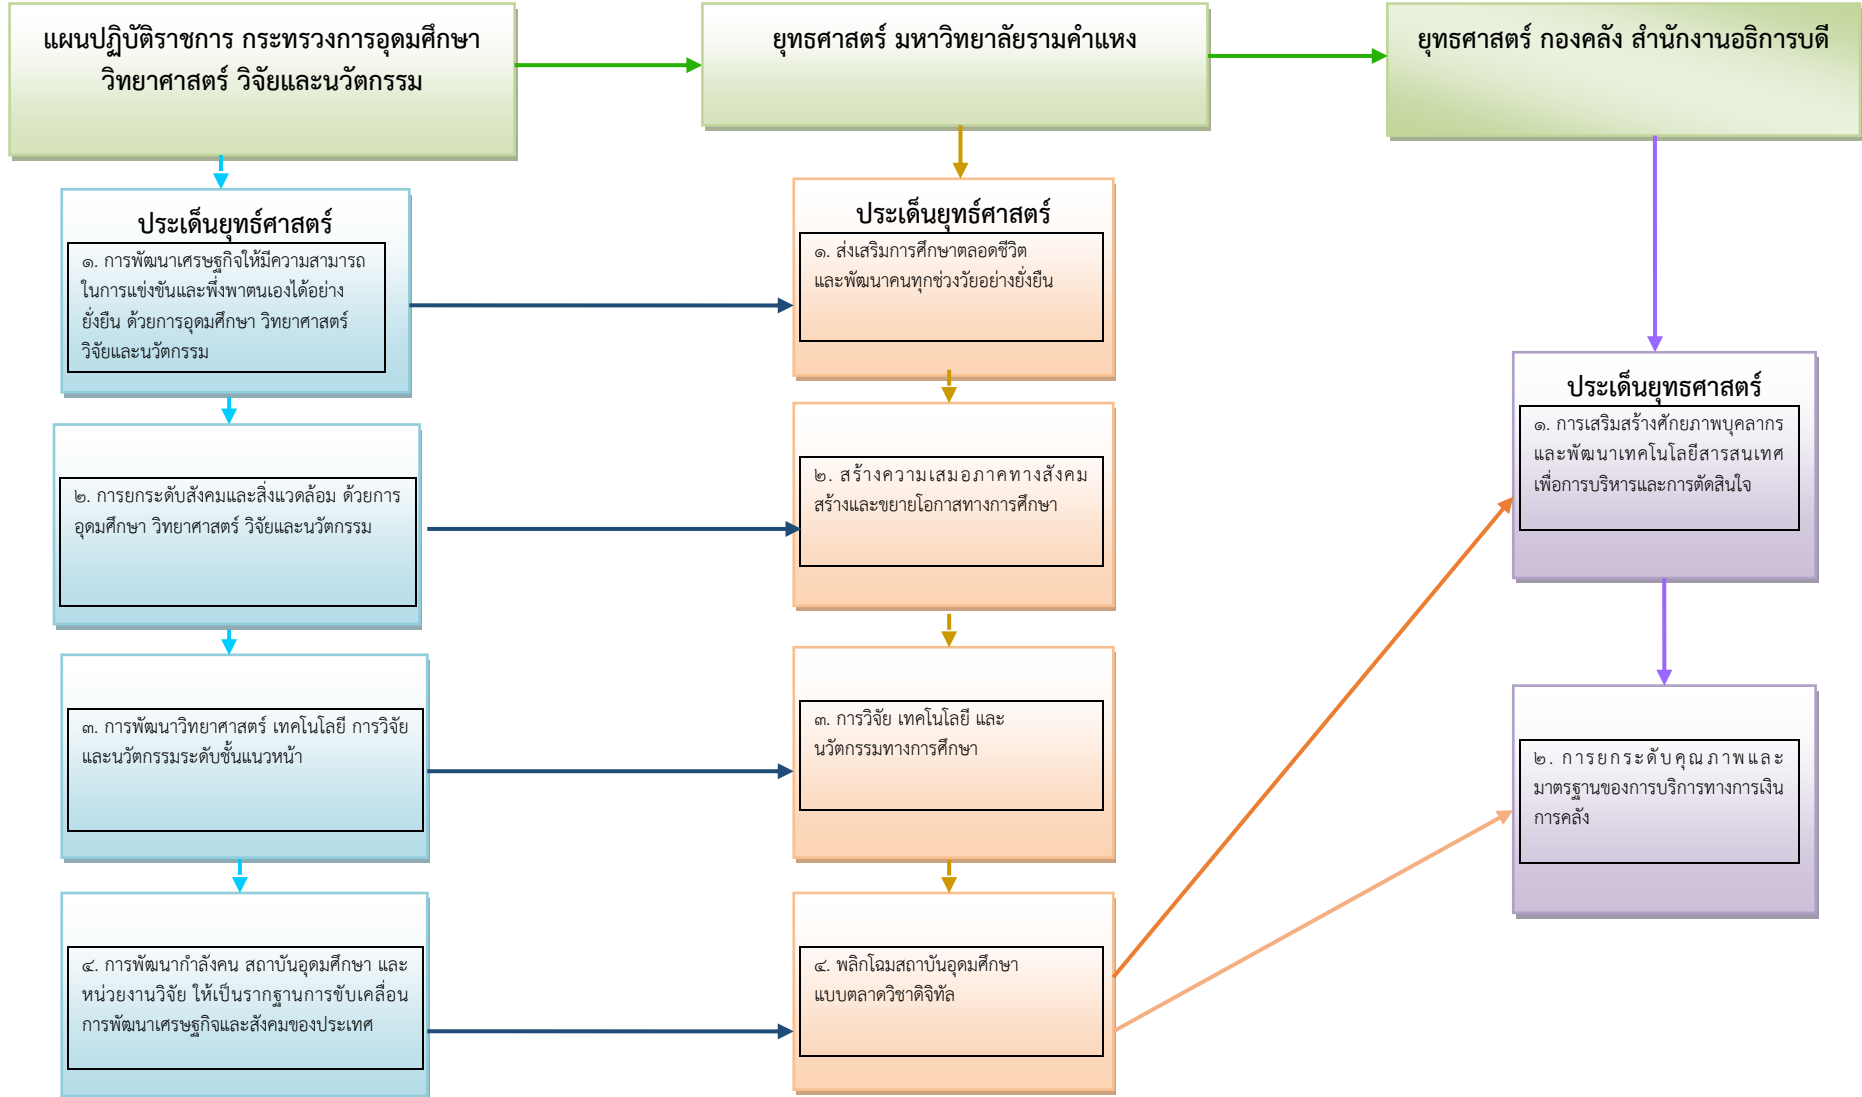 แผนปฏิบัติราชการ กระทรวงการอุดมศึกษา
วิทยาศาสตร์ วิจัยและนวัตกรรม
ยุทธศาสตร์ มหาวิทยาลัยรามคำแหง
ยุทธศาสตร์ กองคลัง สำนักงานอธิการบดี
ประเด็นยุทธ์ศาสตร์
๑. การพัฒนาเศรษฐกิจให้มีความสามารถ
ในการแข่งขันและพึ่งพาตนเองได้อย่าง
ยั่งยืน ด้วยการอุดมศึกษา วิทยาศาสตร์
วิจัยและนวัตกรรม
๒. การยกระดับสังคมและสิ่งแวดล้อม ด้วยการ
อุดมศึกษา วิทยาศาสตร์ วิจัยและนวัตกรรม
๓. การพัฒนาวิทยาศาสตร์ เทคโนโลยี การวิจัย
และนวัตกรรมระดับชั้นแนวหน้า
๔. การพัฒนากำลังคน สถาบันอุดมศึกษา และ
หน่วยงานวิจัย ให้เป็นรากฐานการขับเคลื่อน
การพัฒนาเศรษฐกิจและสังคมของประเทศ
ประเด็นยุทธ์ศาสตร์
๑. ส่งเสริมการศึกษาตลอดชีวิต
และพัฒนาคนทุกช่วงวัยอย่างยั่งยืน
๒. สร้างความเสมอภาคทางสังคม
สร้างและขยายโอกาสทางการศึกษา
๓. การวิจัย เทคโนโลยี และ
นวัตกรรมทางการศึกษา
๔. พลิกโฉมสถาบันอุดมศึกษา
แบบตลาดวิชาดิจิทัล
ประเด็นยุทธศาสตร์
๑. การเสริมสร้างศักยภาพบุคลากร
และพัฒนาเทคโนโลยีสารสนเทศ
เพื่อการบริหารและการตัดสินใจ
๒. การยกระดับคุณภาพและ
มาตรฐานของการบริการทางการเงิน
การคลัง